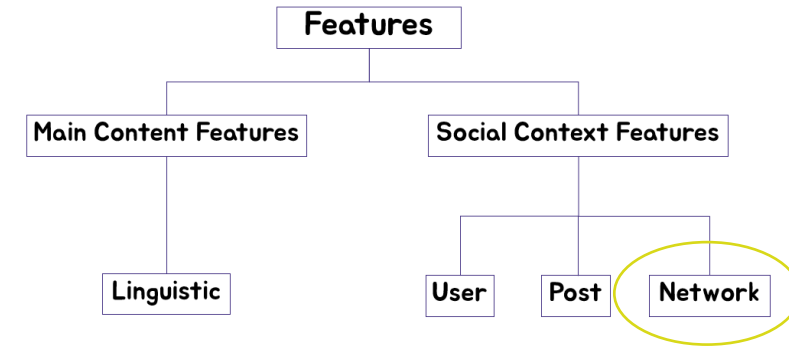 Features
Main Content Features
Social Context Features
Linguistic
User
Post
Network